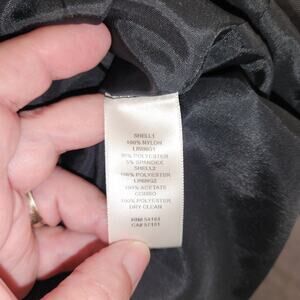 SHELL1
100% NYLON
LINING1
95% POLYESTER
5% SPANDEX
SHELL2
100% POLYESTER
LINING2
100% ACETATE
COMBO
100% POLYESTER
DRY CLEAN
RN# 54163
CA# 57151